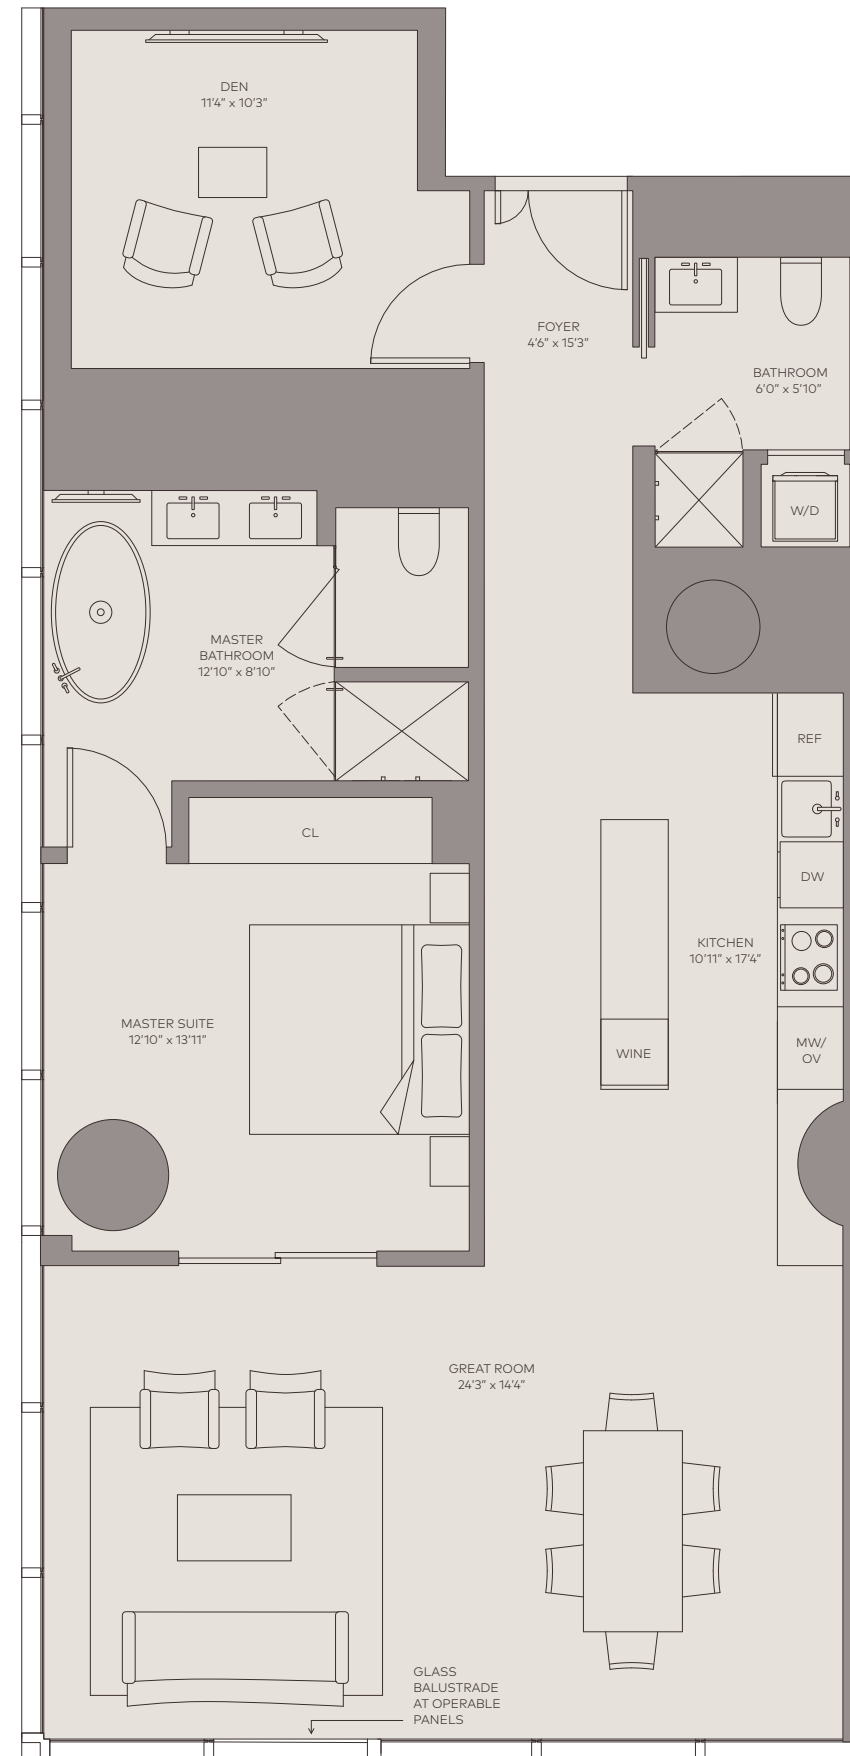 DEN
11'4" x 10'3"
FOYER
4'6" x 15'3"
BATHROOM
6'0" x 5'10"
W/D
MASTER
BATHROOM
12'10" x 8'10"
REF
CL
DW
KITCHEN
10'11" x 17'4"
MASTER SUITE
12'10" x 13'11"
WINE
MW/
OV
GREAT ROOM
24'3" x 14'4"
GLASS
BALUSTRADE
AT OPERABLE
PANELS